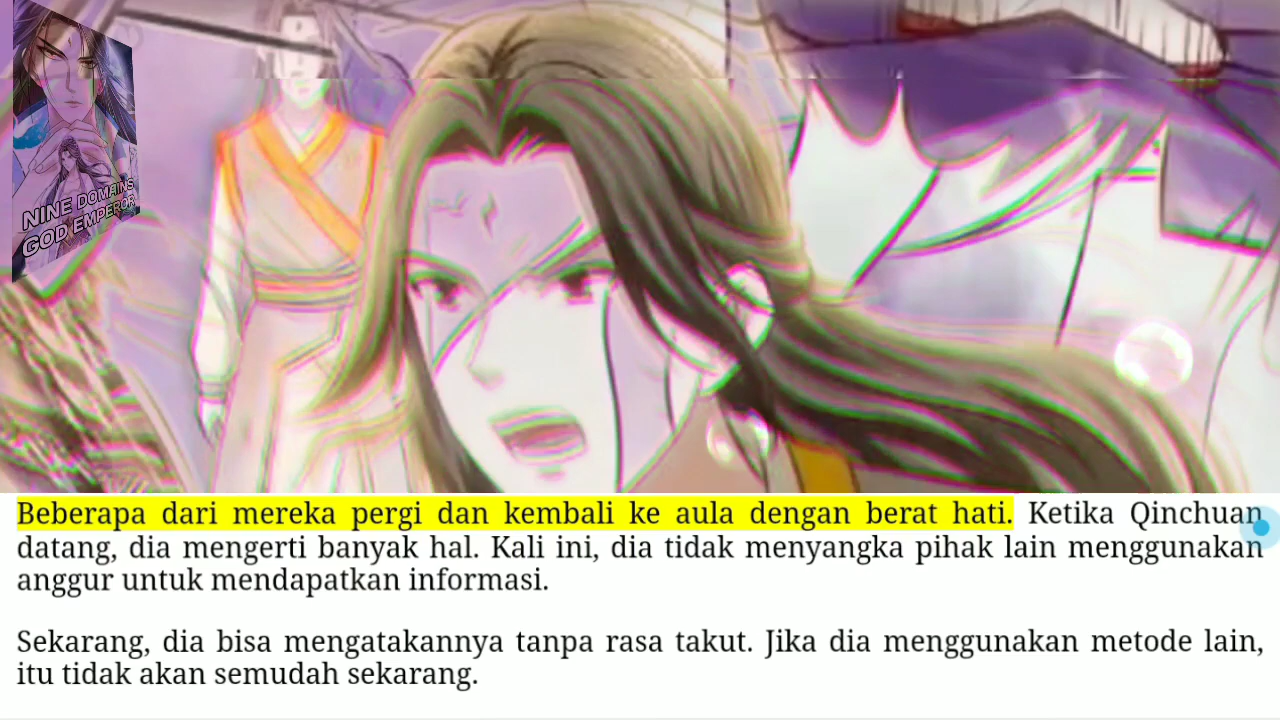 NINE DOMAINS
GOD EMPEROR
Beberapa dari mereka pergi dan kembali ke aula dengan berat hati. Ketika Qinchuan
datang, dia mengerti banyak hal. Kali ini, dia tidak menyangka pihak lain menggunakan
anggur untuk mendapatkan informasi.
Sekarang, dia bisa mengatakannya tanpa rasa takut. Jika dia menggunakan metode lain,
itu tidak akan semudah sekarang.